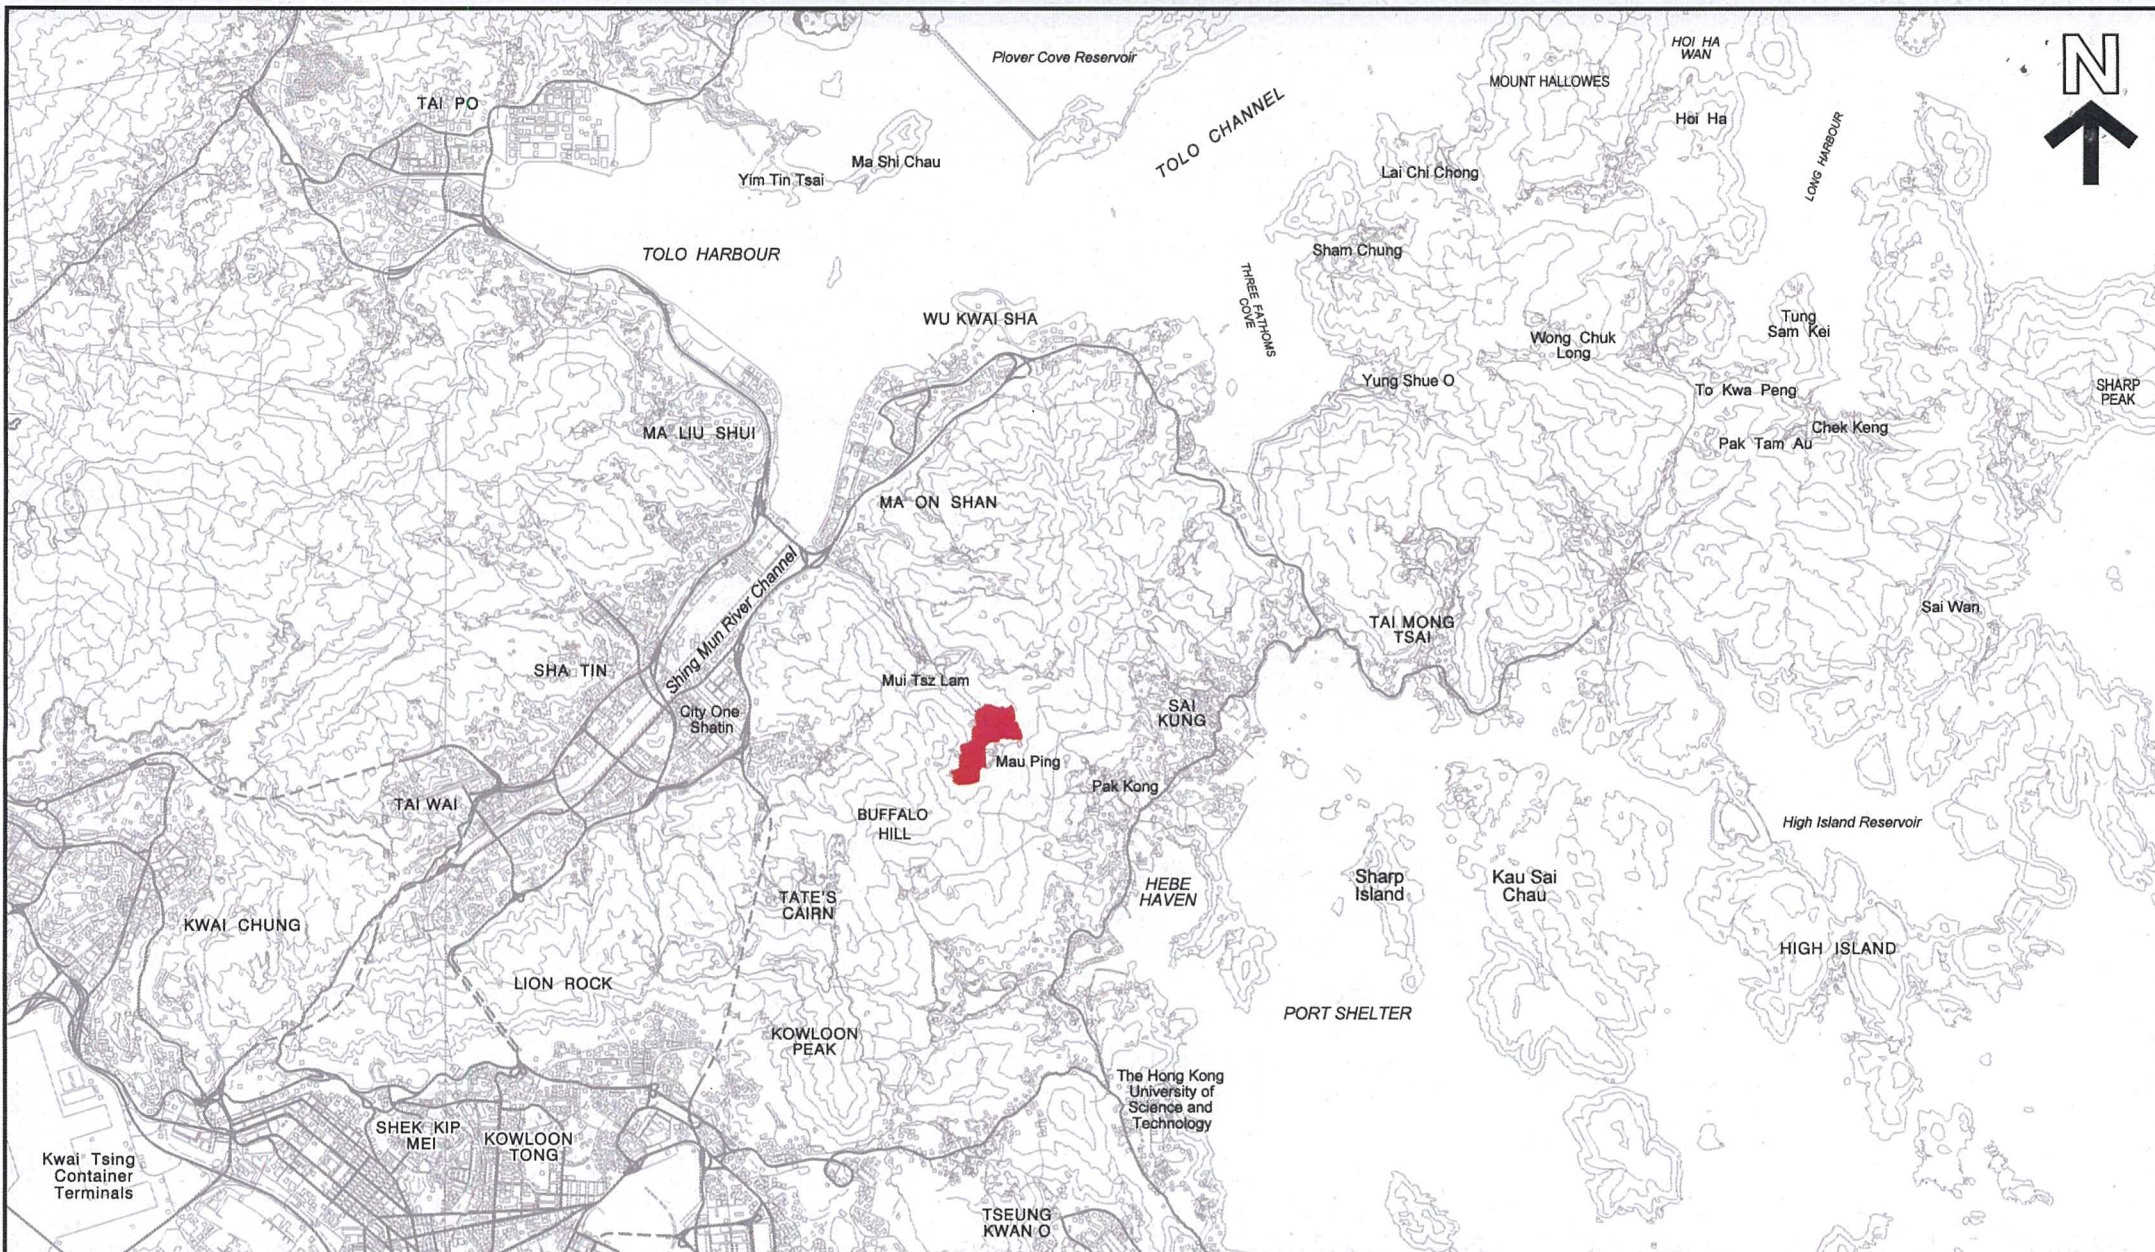 N
HOI HA
WAN
Plover Cove Reservoir
MOUNT HALLOWES
TAI PO
Hoi Ha
TOLO CHANNEL
LONG HARBOUR
Ma Shi Chau
Yim Tin Tsai
Lai Chi Chong
TOLO HARBOUR
Sham Chung
THREE FATHOMS
COVE
WU KWAI SHA
Tung
Sam Kei
Wong Chuk
Long
Yung Shue O
To Kwa Peng
SHARP
PEAK
MA LIU SHUI
Chek Keng
Pak Tam Au
MA ON SHAN
Shing Mun River Channel
Sai Wan
TAI MONG
TSAI
SHA TIN
Mui Tsz Lam
City One
Shatin
SAI
KUNG
Mau Ping
Pak Kong
TAI WAI
BUFFALO
HILL
High Island Reservoir
Sharp
Island
Kau Sai
Chau
HEBE
HAVEN
TATE'S
CAIRN
KWAI CHUNG
HIGH ISLAND
LION ROCK
PORT SHELTER
KOWLOON
PEAK
The Hong Kong
University of
Science and
Technology
SHEK KIP
MEI
KOWLOON
TONG
Kwai Tsing
Container
Terminals
TSEUNG
KWAN O